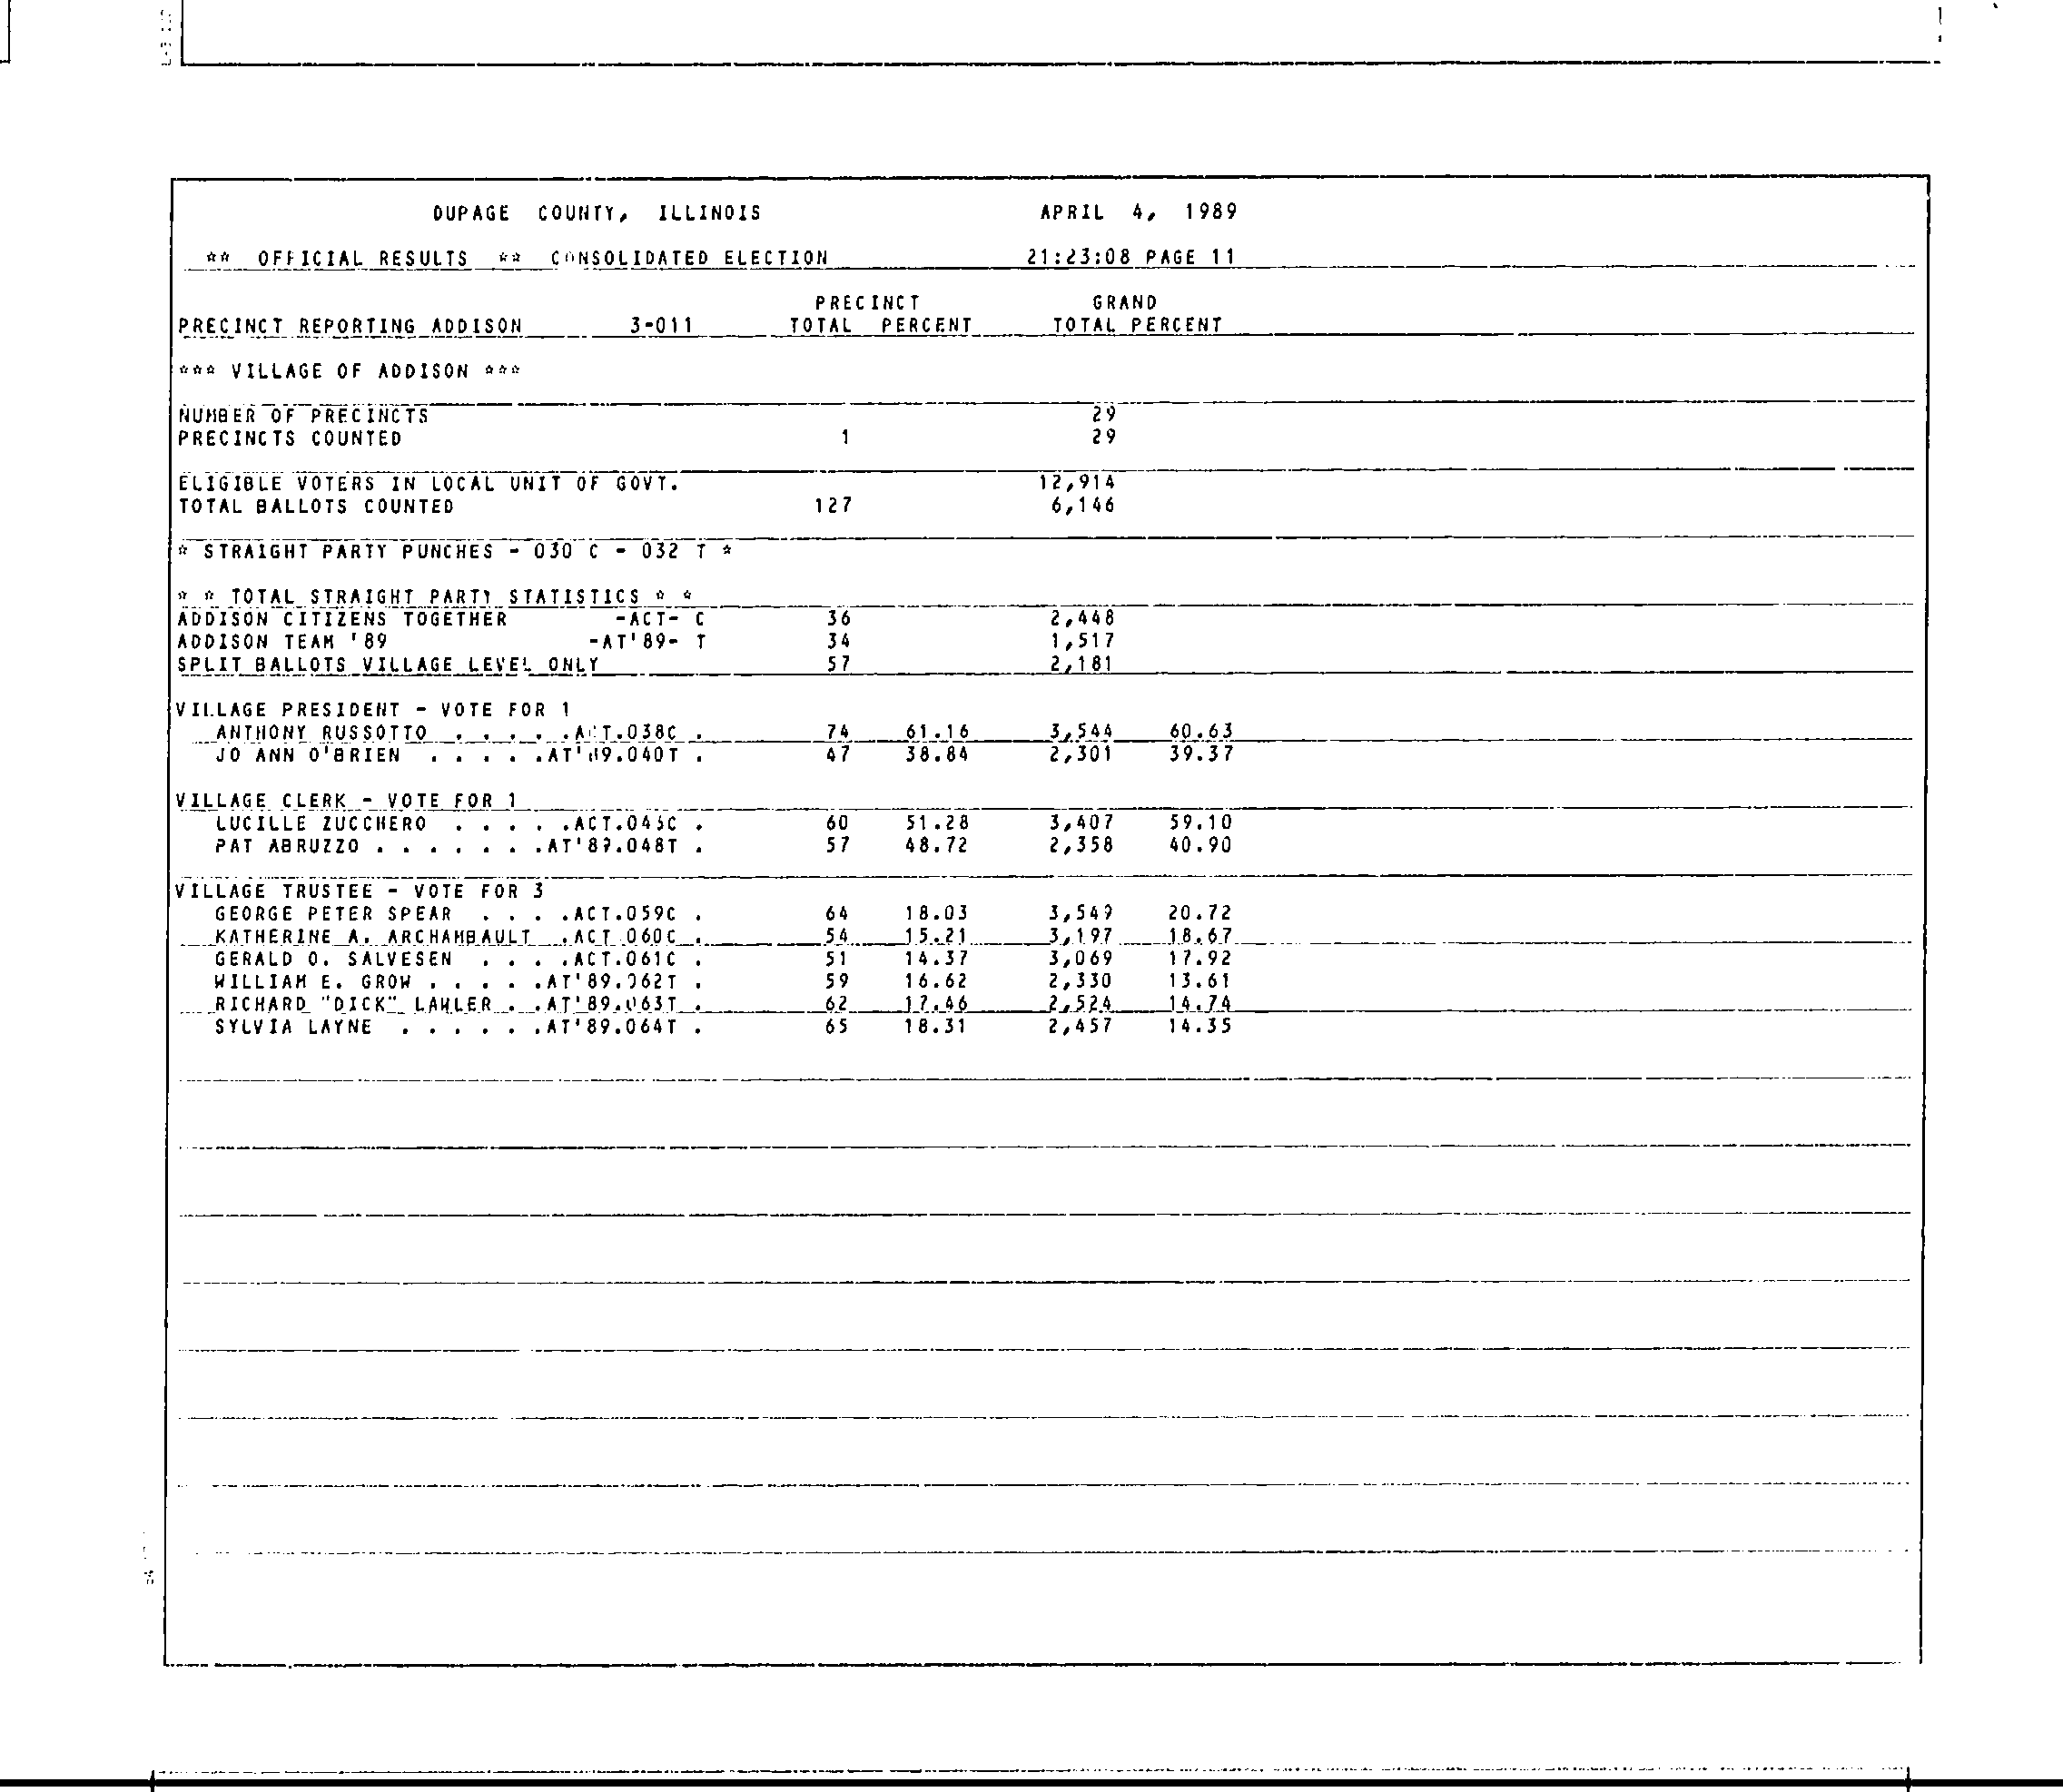 DUPAGE COUNTY, ILLINOIS APRIL 4, 1989
** OFFICIAL RESULTS ** CONSOLIDATED ELECTION 21:23:08 PAGE 11
PRECINCT GRAND
PRECINCT REPORTING ADDISON 3-011 TOTAL PERCENT TOTAL PERCENT
*** VILLAGE OF ADDISON ***
NUMBER OF PRECINCTS 29
PRECINCTS COUNTED 1 29
ELIGIBLE VOTERS IN LOCAL UNIT OF GOVT. 12,914
TOTAL BALLOTS COUNTED 127 6,146
* STRAIGHT PARTY PUNCHES - 030 C - 032 T *
* * TOTAL STRAIGHT PARTY STATISTICS * *
ADDISON CITIZENS TOGETHER -ACT- C 36 2,448
ADDISON TEAM '89 -AT'89- T 34 1,517
SPLIT BALLOTS VILLAGE LEVEL ONLY 57 2,181
VILLAGE PRESIDENT - VOTE FOR 1
ANTHONY RUSSOTTO . . . . .ACT.038C . 74 61.16 3,544 60.63
JO ANN O'BRIEN . . . . .AT'89.040T . 47 38.84 2,301 39.37
VILLAGE CLERK - VOTE FOR 1
LUCILLE ZUCCHERO . . . . .ACT.045C . 60 51.28 3,407 59.10
PAT ABRUZZO . . . . . . .AT'89.048T . 57 48.72 2,358 40.90
VILLAGE TRUSTEE - VOTE FOR 3
GEORGE PETER SPEAR . . . .ACT.059C . 64 18.03 3,549 20.72
KATHERINE A. ARCHAMBAULT .ACT.060C . 54 15.21 3,197 18.67
GERALD O. SALVESEN . . . .ACT.061C . 51 14.37 3,069 17.92
WILLIAM E. GROW . . . . .AT'89.062T . 59 16.62 2,330 13.61
RICHARD "DICK" LAWLER . .AT'89.063T . 62 17.46 2,524 14.74
SYLVIA LAYNE . . . . . .AT'89.064T . 65 18.31 2,457 14.35